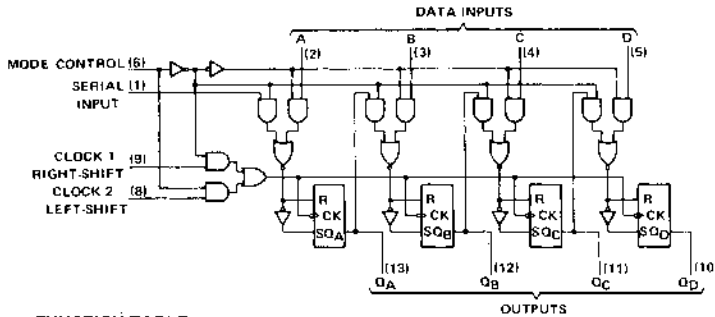 DATA INPUTS
A B C D
(2) (3) (4) (5)
MODE CONTROL (6)
SERIAL (1)
INPUT
CLOCK 1 (9)
RIGHT-SHIFT
CLOCK 2 (8)
LEFT-SHIFT
R R R R
CK CK CK CK
SQA SQB SQC SQD
(13) (12) (11) (10
QA QB QC QD
OUTPUTS